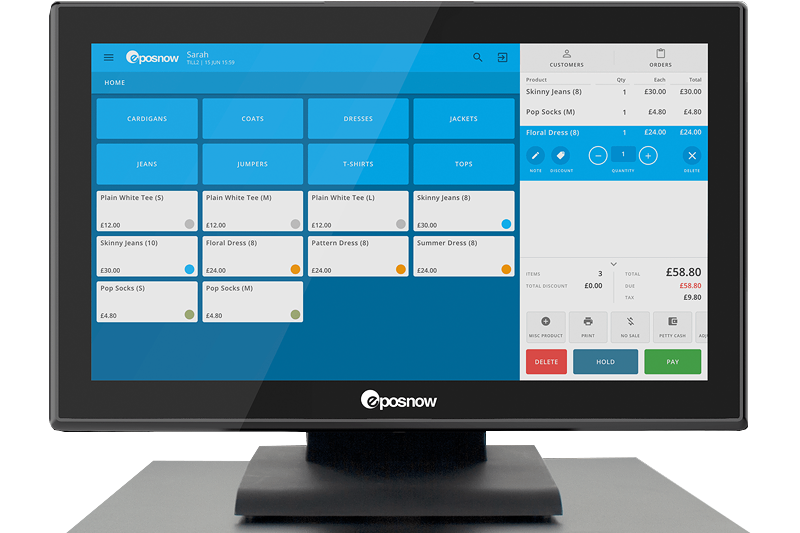 eposnow
Sarah
TILL2 | 15 JUN 15:59
HOME
CARDIGANS
COATS
DRESSES
JACKETS
JEANS
JUMPERS
T-SHIRTS
TOPS
Plain White Tee (S)
£12.00
Plain White Tee (M)
£12.00
Plain White Tee (L)
£12.00
Skinny Jeans (8)
£30.00
Skinny Jeans (10)
£30.00
Floral Dress (8)
£24.00
Pattern Dress (8)
£24.00
Summer Dress (8)
£24.00
Pop Socks (S)
£4.80
Pop Socks (M)
£4.80
CUSTOMERS
ORDERS
Product Qty Each Total
Skinny Jeans (8) 1 £30.00 £30.00
Pop Socks (M) 1 £4.80 £4.80
Floral Dress (8) 1 £24.00 £24.00
1
NOTE DISCOUNT QUANTITY DELETE
ITEMS 3
TOTAL DISCOUNT £0.00
TOTAL £58.80
DUE £58.80
TAX £9.80
MISC PRODUCT
PRINT
NO SALE
PETTY CASH
DELETE
HOLD
PAY
eposnow